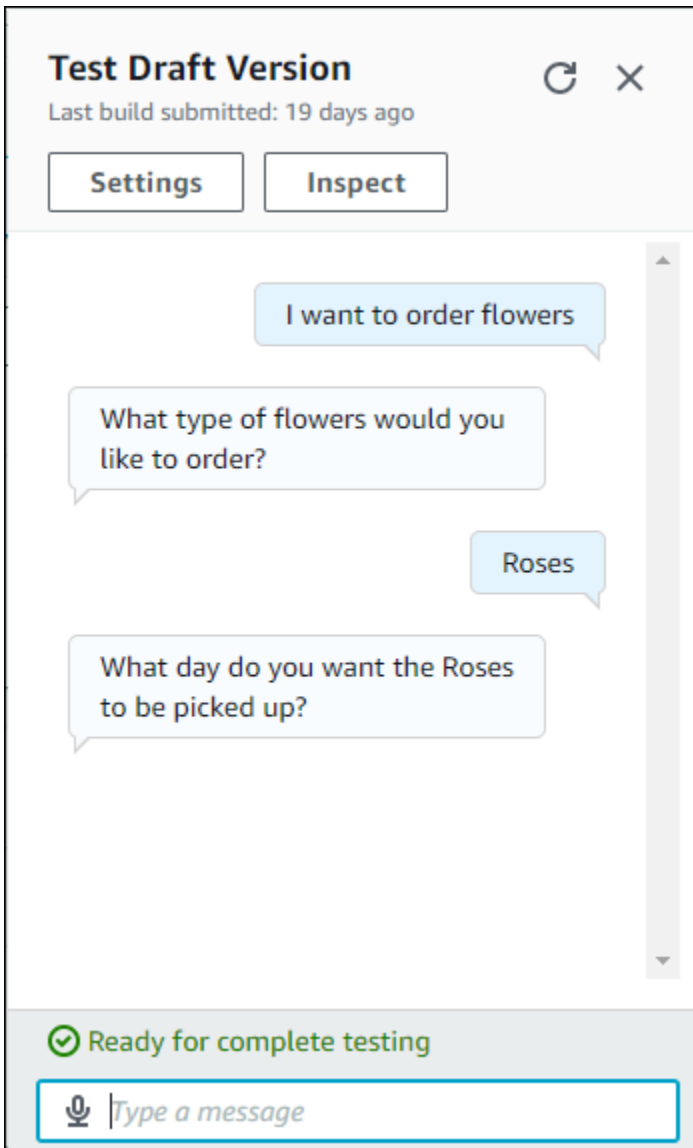 Test Draft Version
Last build submitted: 19 days ago
Settings
Inspect
I want to order flowers
What type of flowers would you
like to order?
Roses
What day do you want the Roses
to be picked up?
Ready for complete testing
Type a message